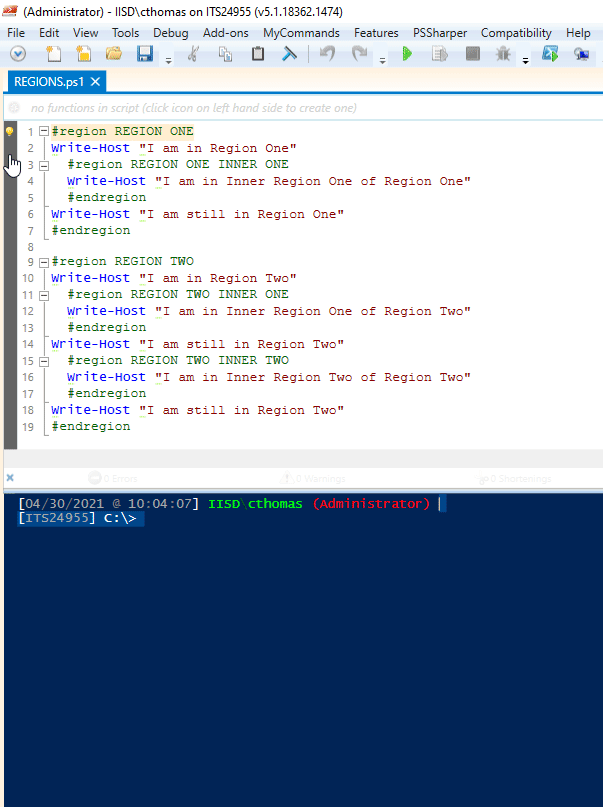 (Administrator) - IISD\cthomas on ITS24955 (v5.1.18362.1474)
File Edit View Tools Debug Add-ons MyCommands Features PSSharper Compatibility Help
REGIONS.ps1
no functions in script (click icon on left hand side to create one)
1 #region REGION ONE
2 Write-Host "I am in Region One"
3 #region REGION ONE INNER ONE
4 Write-Host "I am in Inner Region One of Region One"
5 #endregion
6 Write-Host "I am still in Region One"
7 #endregion
8
9 #region REGION TWO
10 Write-Host "I am in Region Two"
11 #region REGION TWO INNER ONE
12 Write-Host "I am in Inner Region One of Region Two"
13 #endregion
14 Write-Host "I am still in Region Two"
15 #region REGION TWO INNER TWO
16 Write-Host "I am in Inner Region Two of Region Two"
17 #endregion
18 Write-Host "I am still in Region Two"
19 #endregion
0 Errors 0 Warnings 0 Shortenings
[04/30/2021 @ 10:04:07] IISD\cthomas (Administrator) |
[ITS24955] C:\>